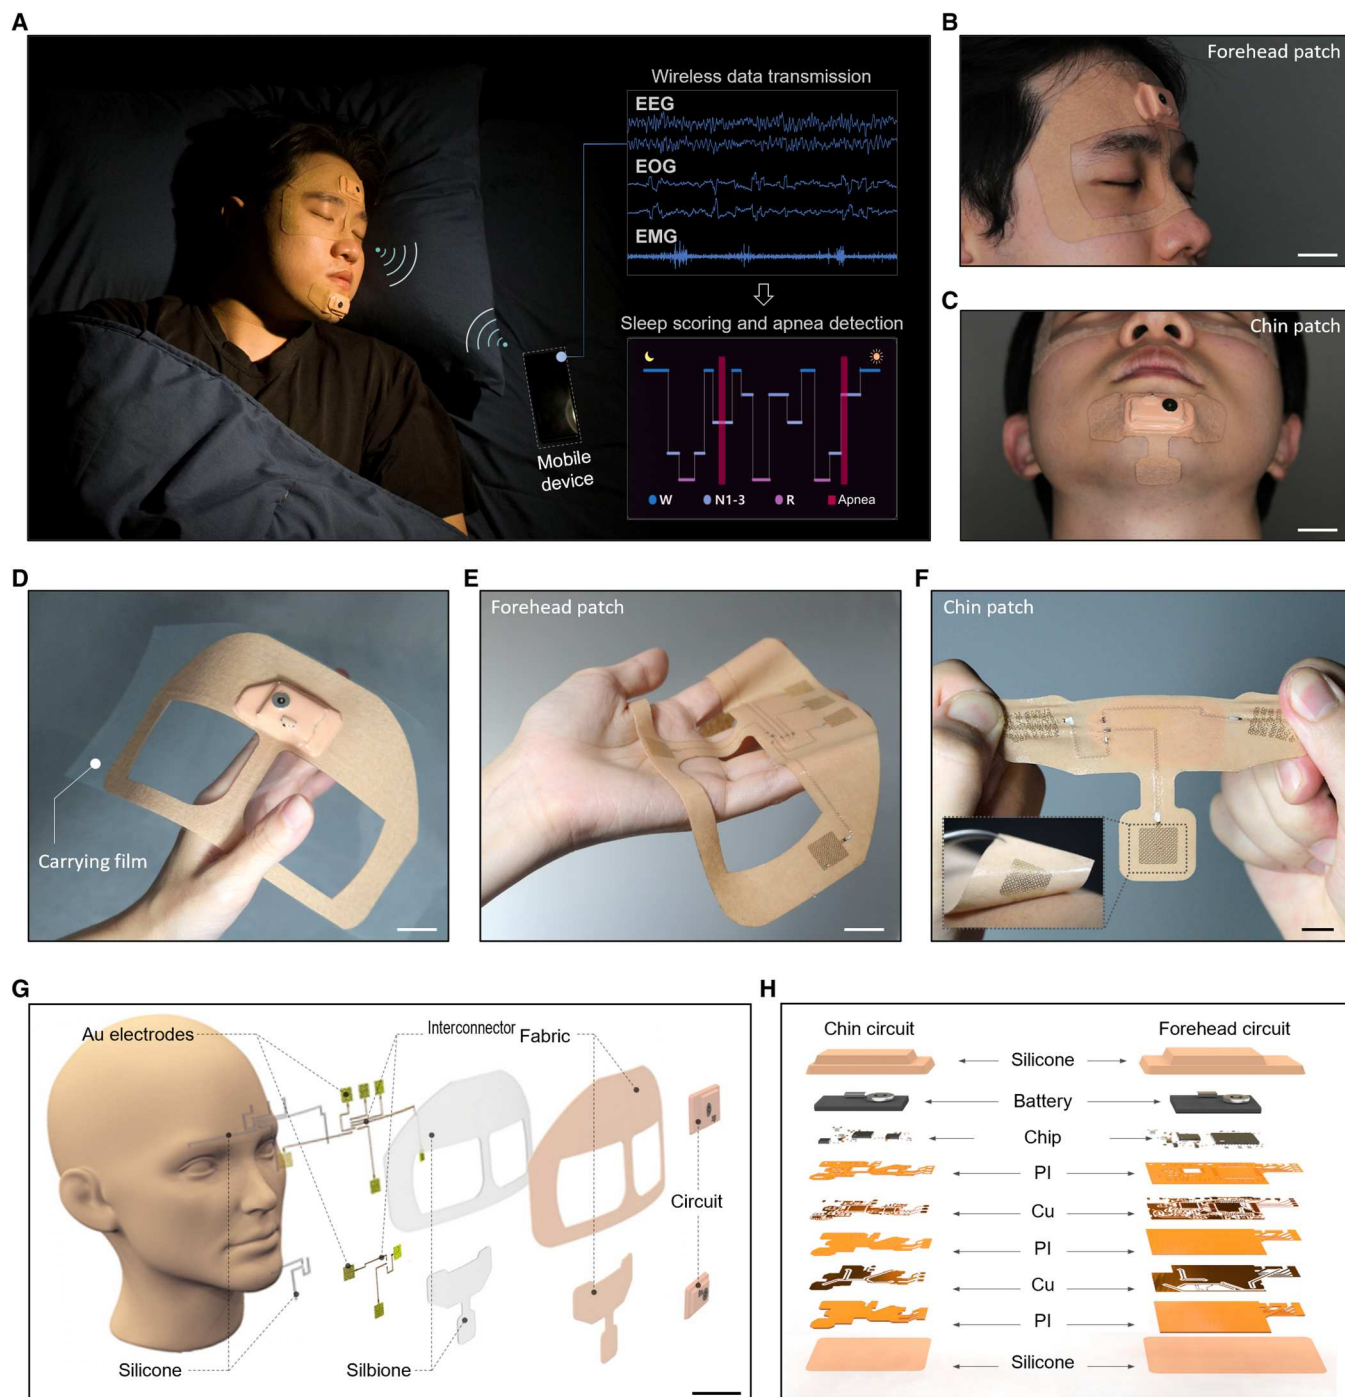 A
Wireless data transmission
EEG
EOG
EMG
Sleep scoring and apnea detection
W N1-3 R Apnea
Mobile
device
B
Forehead patch
C
Chin patch
D
Carrying film
E
Forehead patch
F
Chin patch
G
Au electrodes
Interconnector
Fabric
Circuit
Silicone
Silbione
H
Chin circuit
Forehead circuit
Silicone
Battery
Chip
PI
Cu
PI
Cu
PI
Silicone